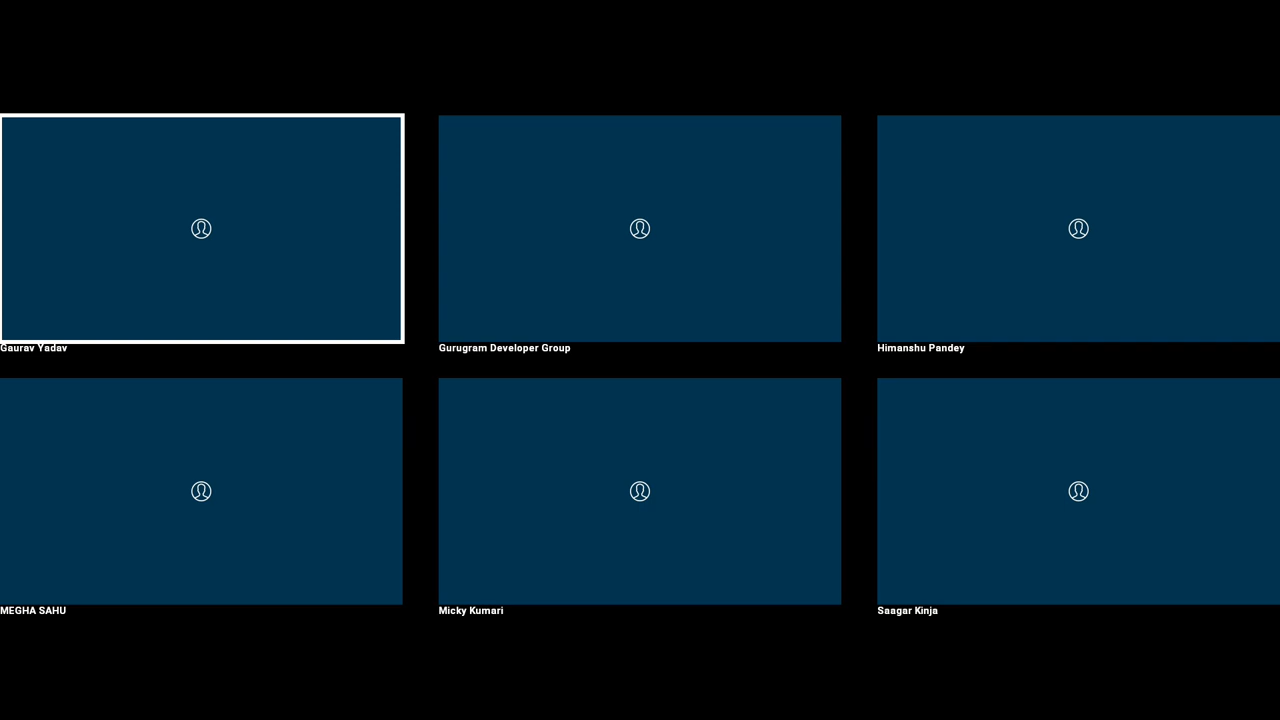 Gaurav Yadav
Gurugram Developer Group
Himanshu Pandey
MEGHA SAHU
Micky Kumari
Saagar Kinja